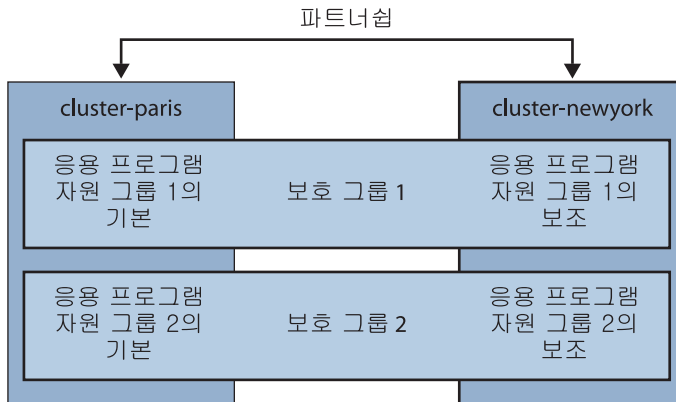 파트너쉽
cluster-paris
cluster-newyork
응용 프로그램
자원 그룹 1의
기본
보호 그룹 1
응용 프로그램
자원 그룹 1의
보조
응용 프로그램
자원 그룹 2의
기본
보호 그룹 2
응용 프로그램
자원 그룹 2의
보조